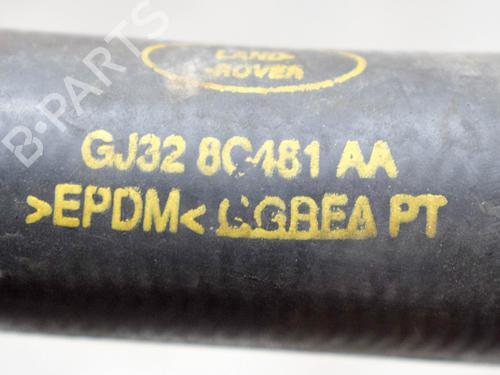 LAND
ROVER
GJ32 8C481 AA
>EPDM< PT
B-PARTS